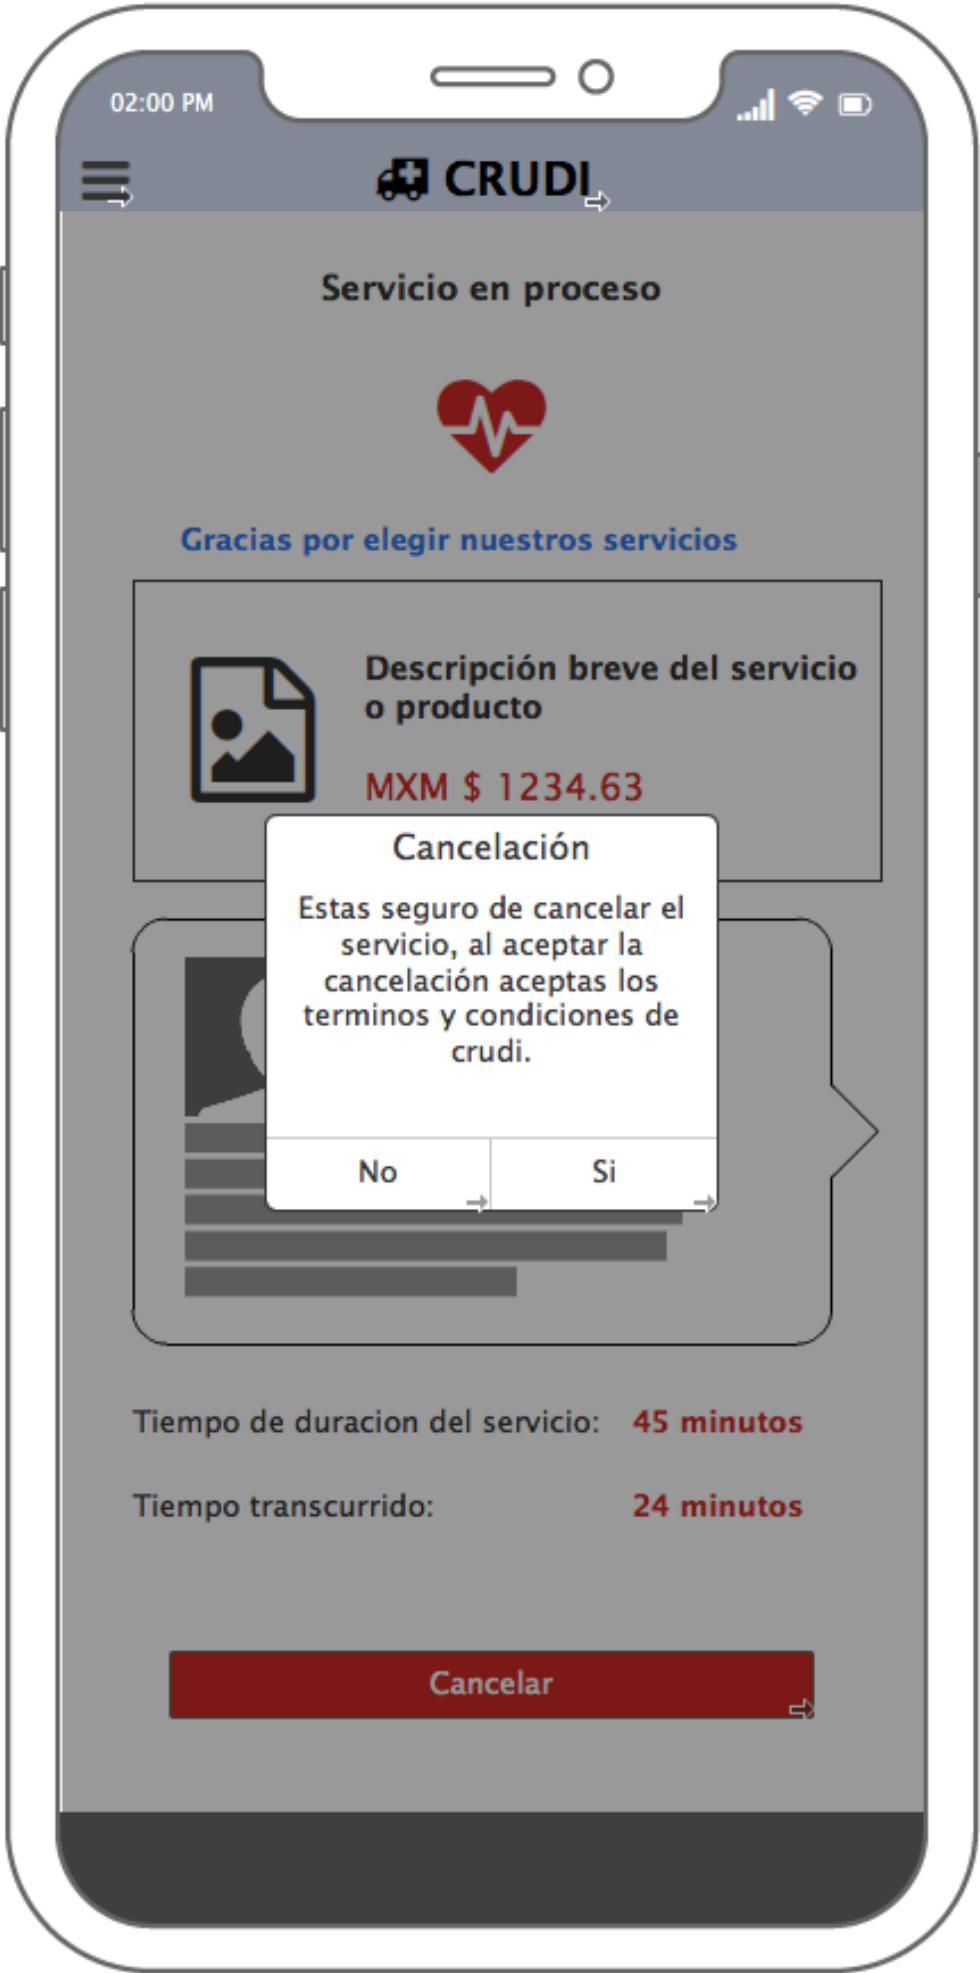 02:00 PM
CRUDI
Servicio en proceso
Gracias por elegir nuestros servicios
Descripción breve del servicio
o producto
MXM $ 1234.63
Cancelación
Estas seguro de cancelar el
servicio, al aceptar la
cancelación aceptas los
terminos y condiciones de
crudi.
No
Si
Tiempo de duracion del servicio: 45 minutos
Tiempo transcurrido: 24 minutos
Cancelar